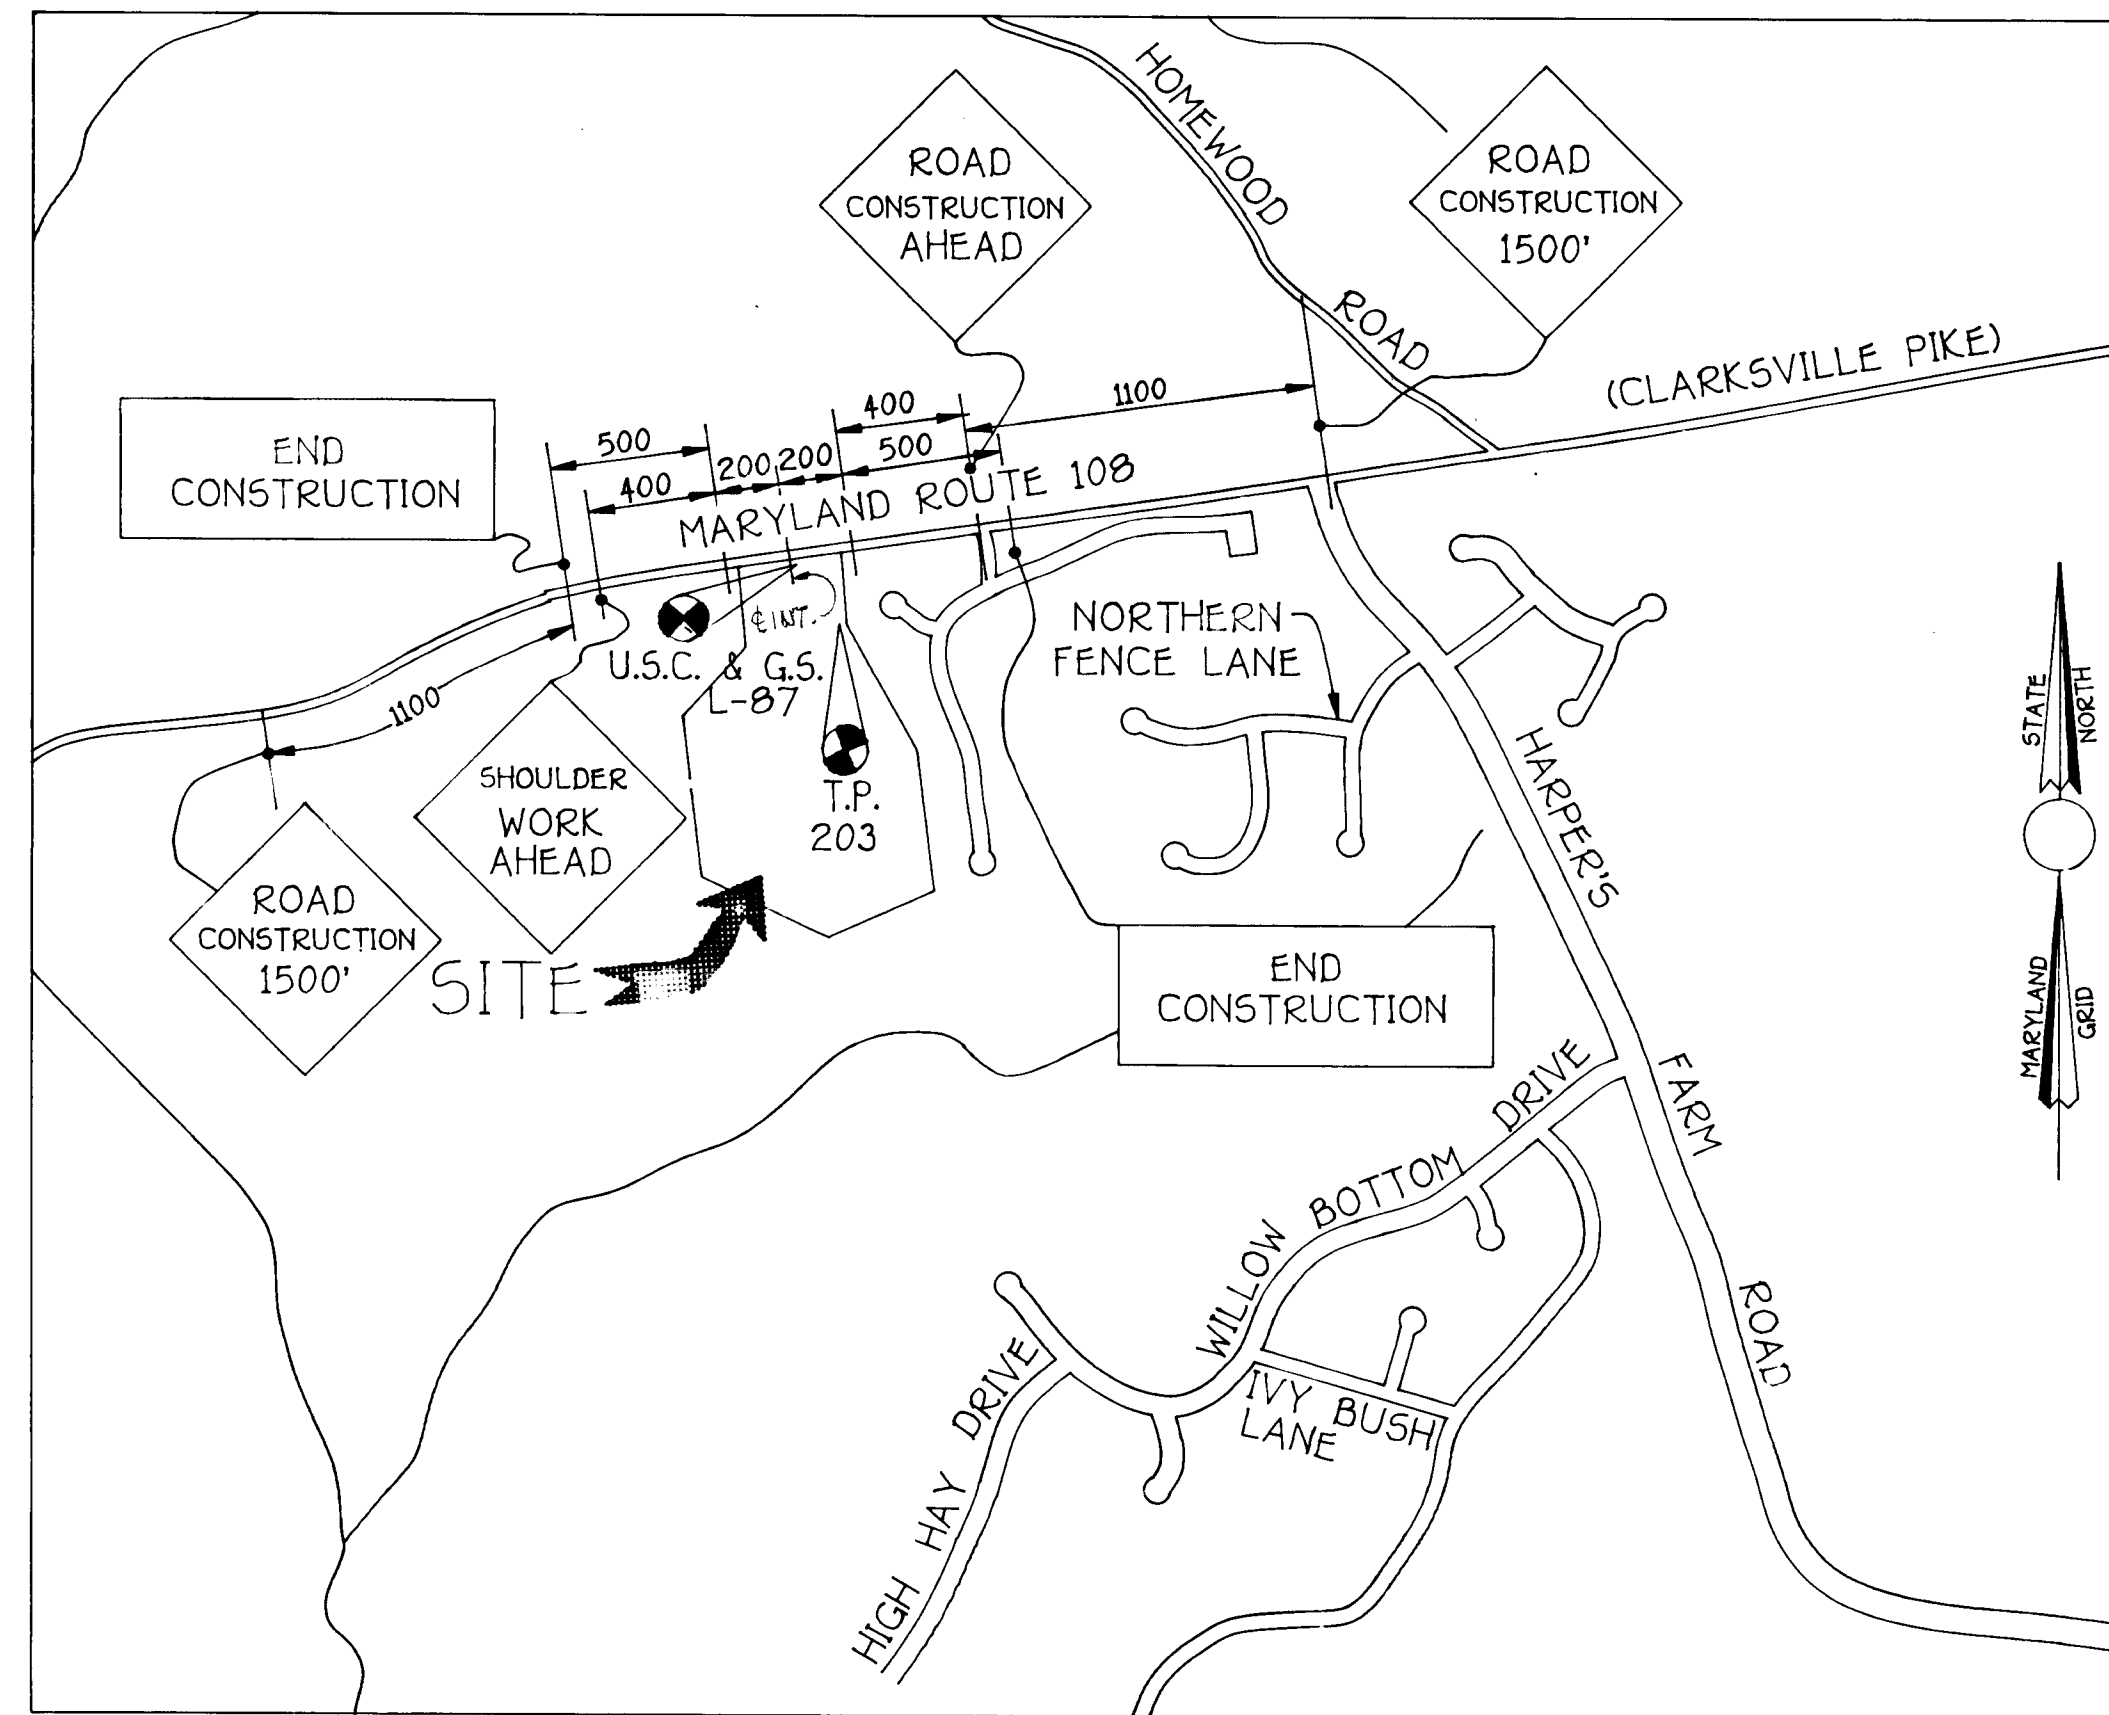 HOMEWOOD
ROAD
ROAD
CONSTRUCTION
AHEAD
ROAD
CONSTRUCTION
1500'
(CLARKSVILLE PIKE)
1100
400
500
500
200
200
400
MARYLAND ROUTE 108
END
CONSTRUCTION
℄ INT.
U.S.C. & G.S.
L-87
NORTHERN
FENCE LANE
1100
STATE
NORTH
SHOULDER
WORK
AHEAD
T.P.
203
HARPER'S
FARM
ROAD
ROAD
CONSTRUCTION
1500'
SITE
END
CONSTRUCTION
MARYLAND
GRID
WILLOW BOTTOM DRIVE
IVY BUSH
LANE
HIGH HAY DRIVE